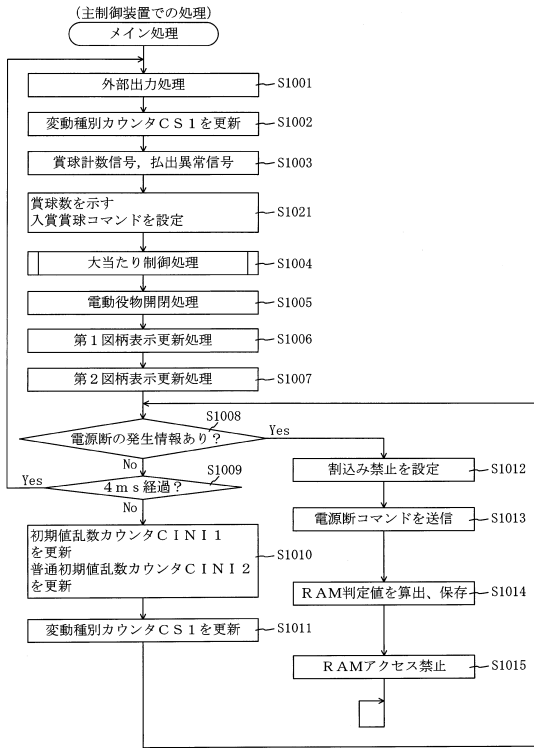 (主制御装置での処理)
メイン処理
外部出力処理
S1001
変動種別カウンタCS1を更新
S1002
賞球計数信号,払出異常信号
S1003
賞球数を示す
入賞賞球コマンドを設定
S1021
大当たり制御処理
S1004
電動役物開閉処理
S1005
第1図柄表示更新処理
S1006
第2図柄表示更新処理
S1007
電源断の発生情報あり?
S1008
Yes
No
4ms経過?
S1009
Yes
No
初期値乱数カウンタCINI1
を更新
普通初期値乱数カウンタCINI2
を更新
S1010
変動種別カウンタCS1を更新
S1011
割込み禁止を設定
S1012
電源断コマンドを送信
S1013
RAM判定値を算出、保存
S1014
RAMアクセス禁止
S1015